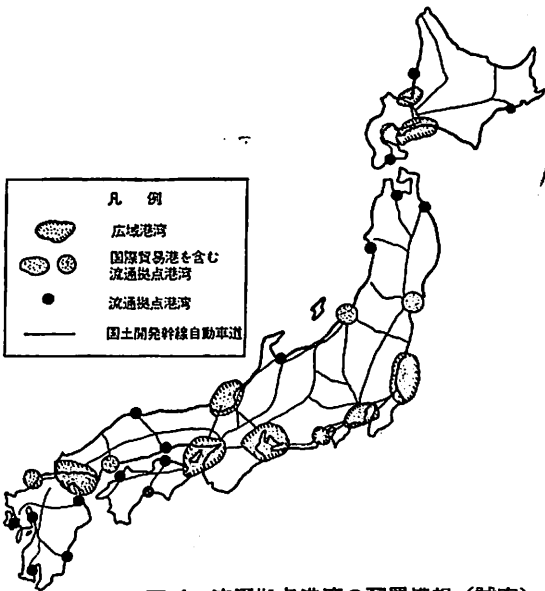 凡 例
広域港湾
国際貿易港を含む
流通拠点港湾
流通拠点港湾
国土開発幹線自動車道